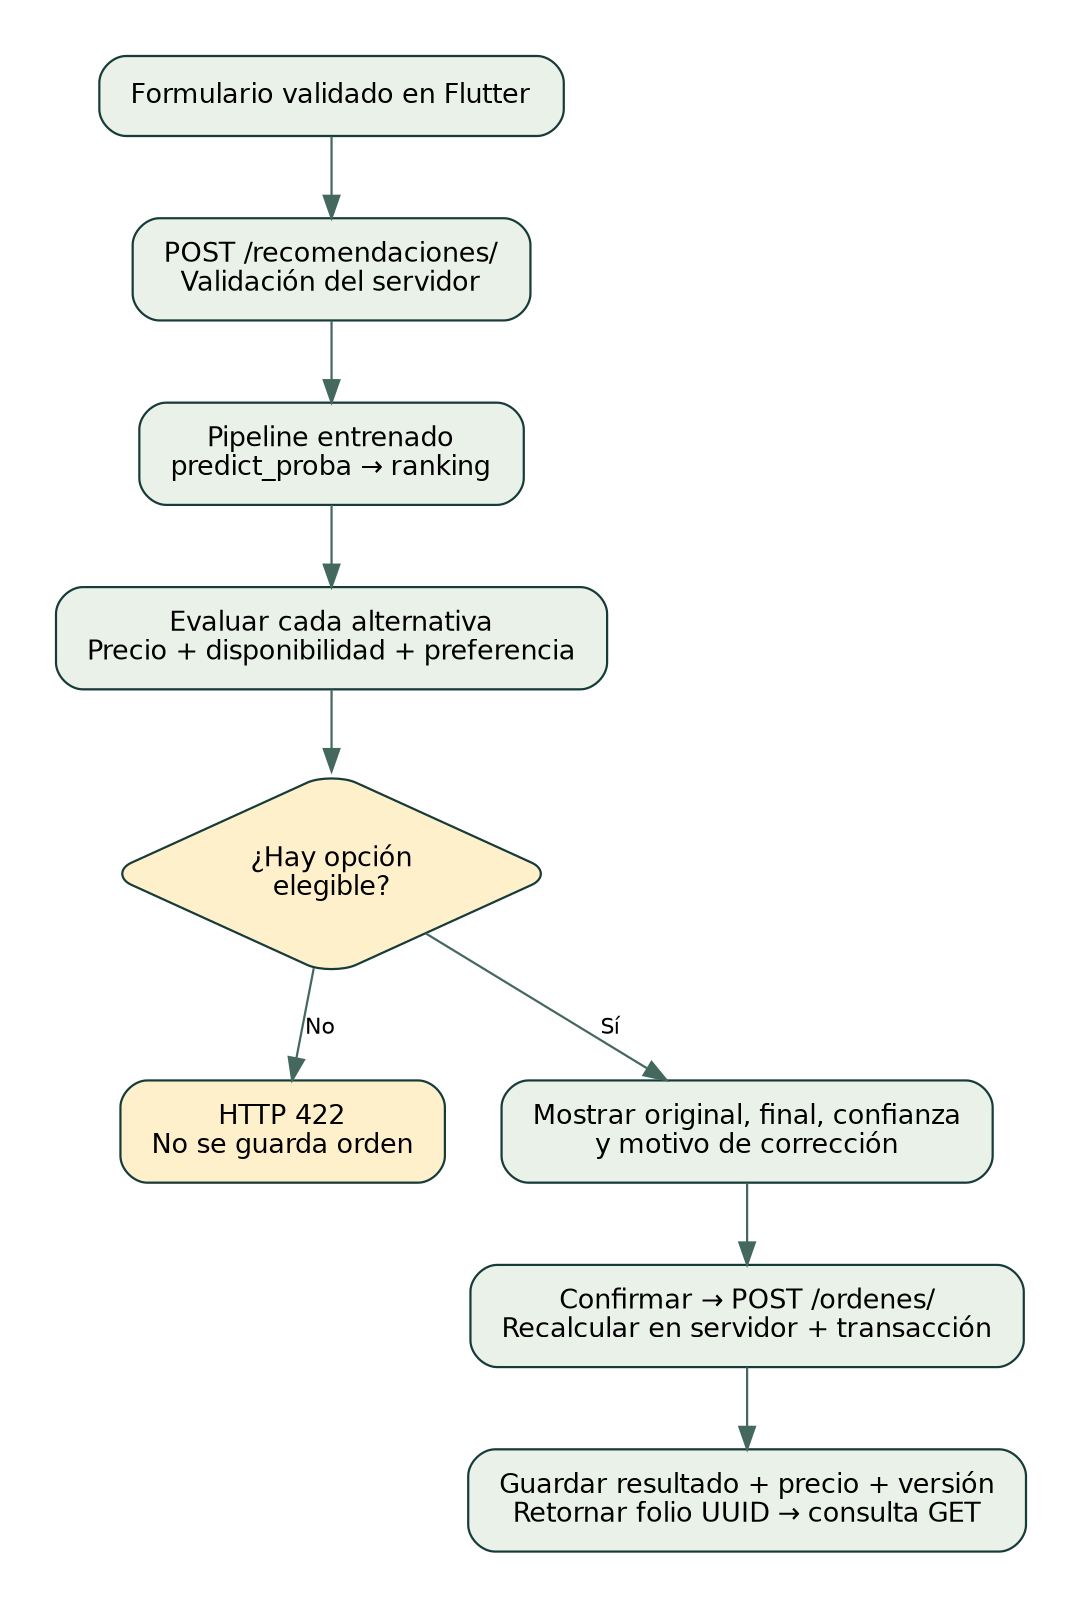 Formulario validado en Flutter
POST /recomendaciones/
Validación del servidor
Pipeline entrenado
predict_proba → ranking
Evaluar cada alternativa
Precio + disponibilidad + preferencia
¿Hay opción
elegible?
No
Sí
HTTP 422
No se guarda orden
Mostrar original, final, confianza
y motivo de corrección
Confirmar → POST /ordenes/
Recalcular en servidor + transacción
Guardar resultado + precio + versión
Retornar folio UUID → consulta GET